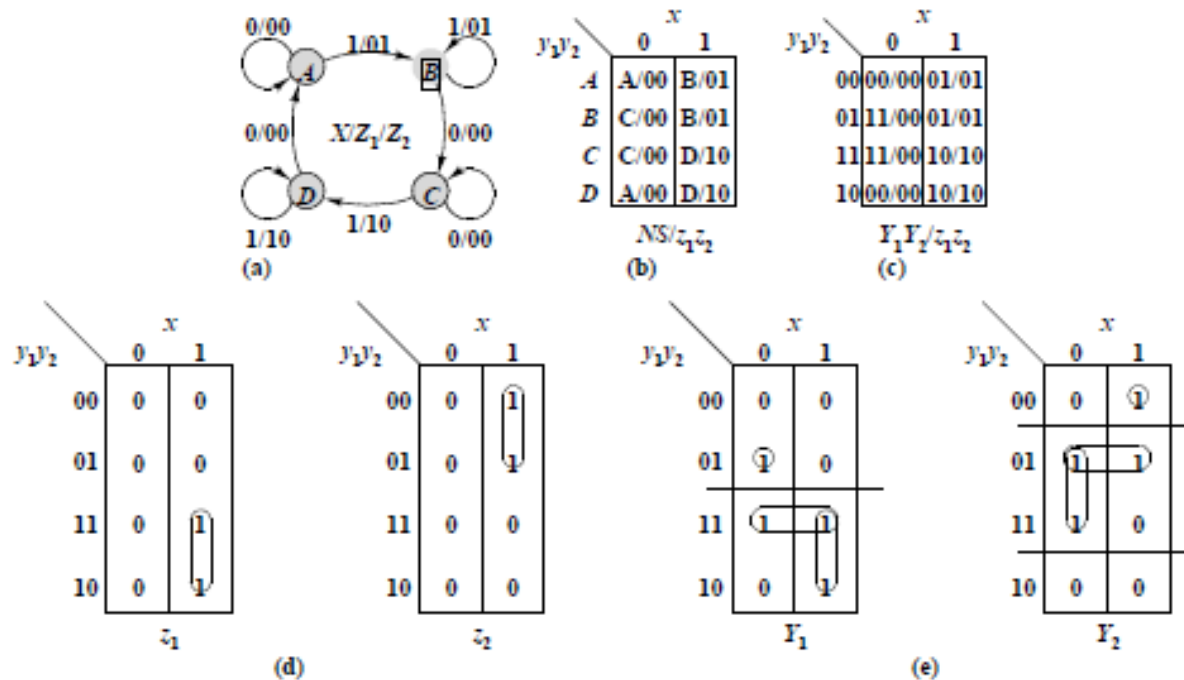 0/00 1/01 1/01
A B
0/00 X/Z1/Z2 0/00
D C
1/10 1/10 0/00
(a)
x
y1y2 0 1
A A/00 B/01
B C/00 B/01
C C/00 D/10
D A/00 D/10
NS/z1z2
(b)
x
y1y2 0 1
00 00/00 01/01
01 11/00 01/01
11 11/00 10/10
10 00/00 10/10
Y1Y2/z1z2
(c)
x
y1y2 0 1
00 0 0
01 0 0
11 0 1
10 0 1
z1
x
y1y2 0 1
00 0 1
01 0 1
11 0 0
10 0 0
z2
(d)
x
y1y2 0 1
00 0 0
01 1 0
11 1 1
10 0 1
Y1
x
y1y2 0 1
00 0 1
01 1 1
11 1 0
10 0 0
Y2
(e)